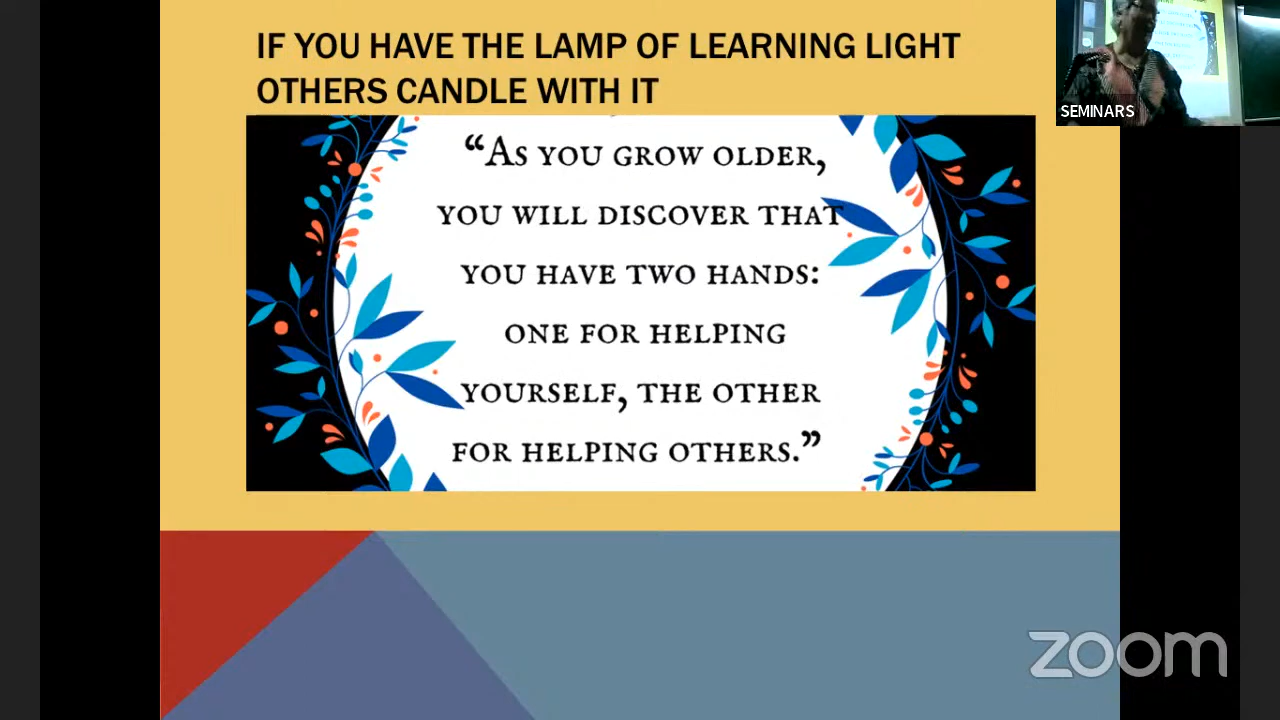 IF YOU HAVE THE LAMP OF LEARNING LIGHT
OTHERS CANDLE WITH IT
“AS YOU GROW OLDER,
YOU WILL DISCOVER THAT
YOU HAVE TWO HANDS:
ONE FOR HELPING
YOURSELF, THE OTHER
FOR HELPING OTHERS.”
SEMINARS
zoom